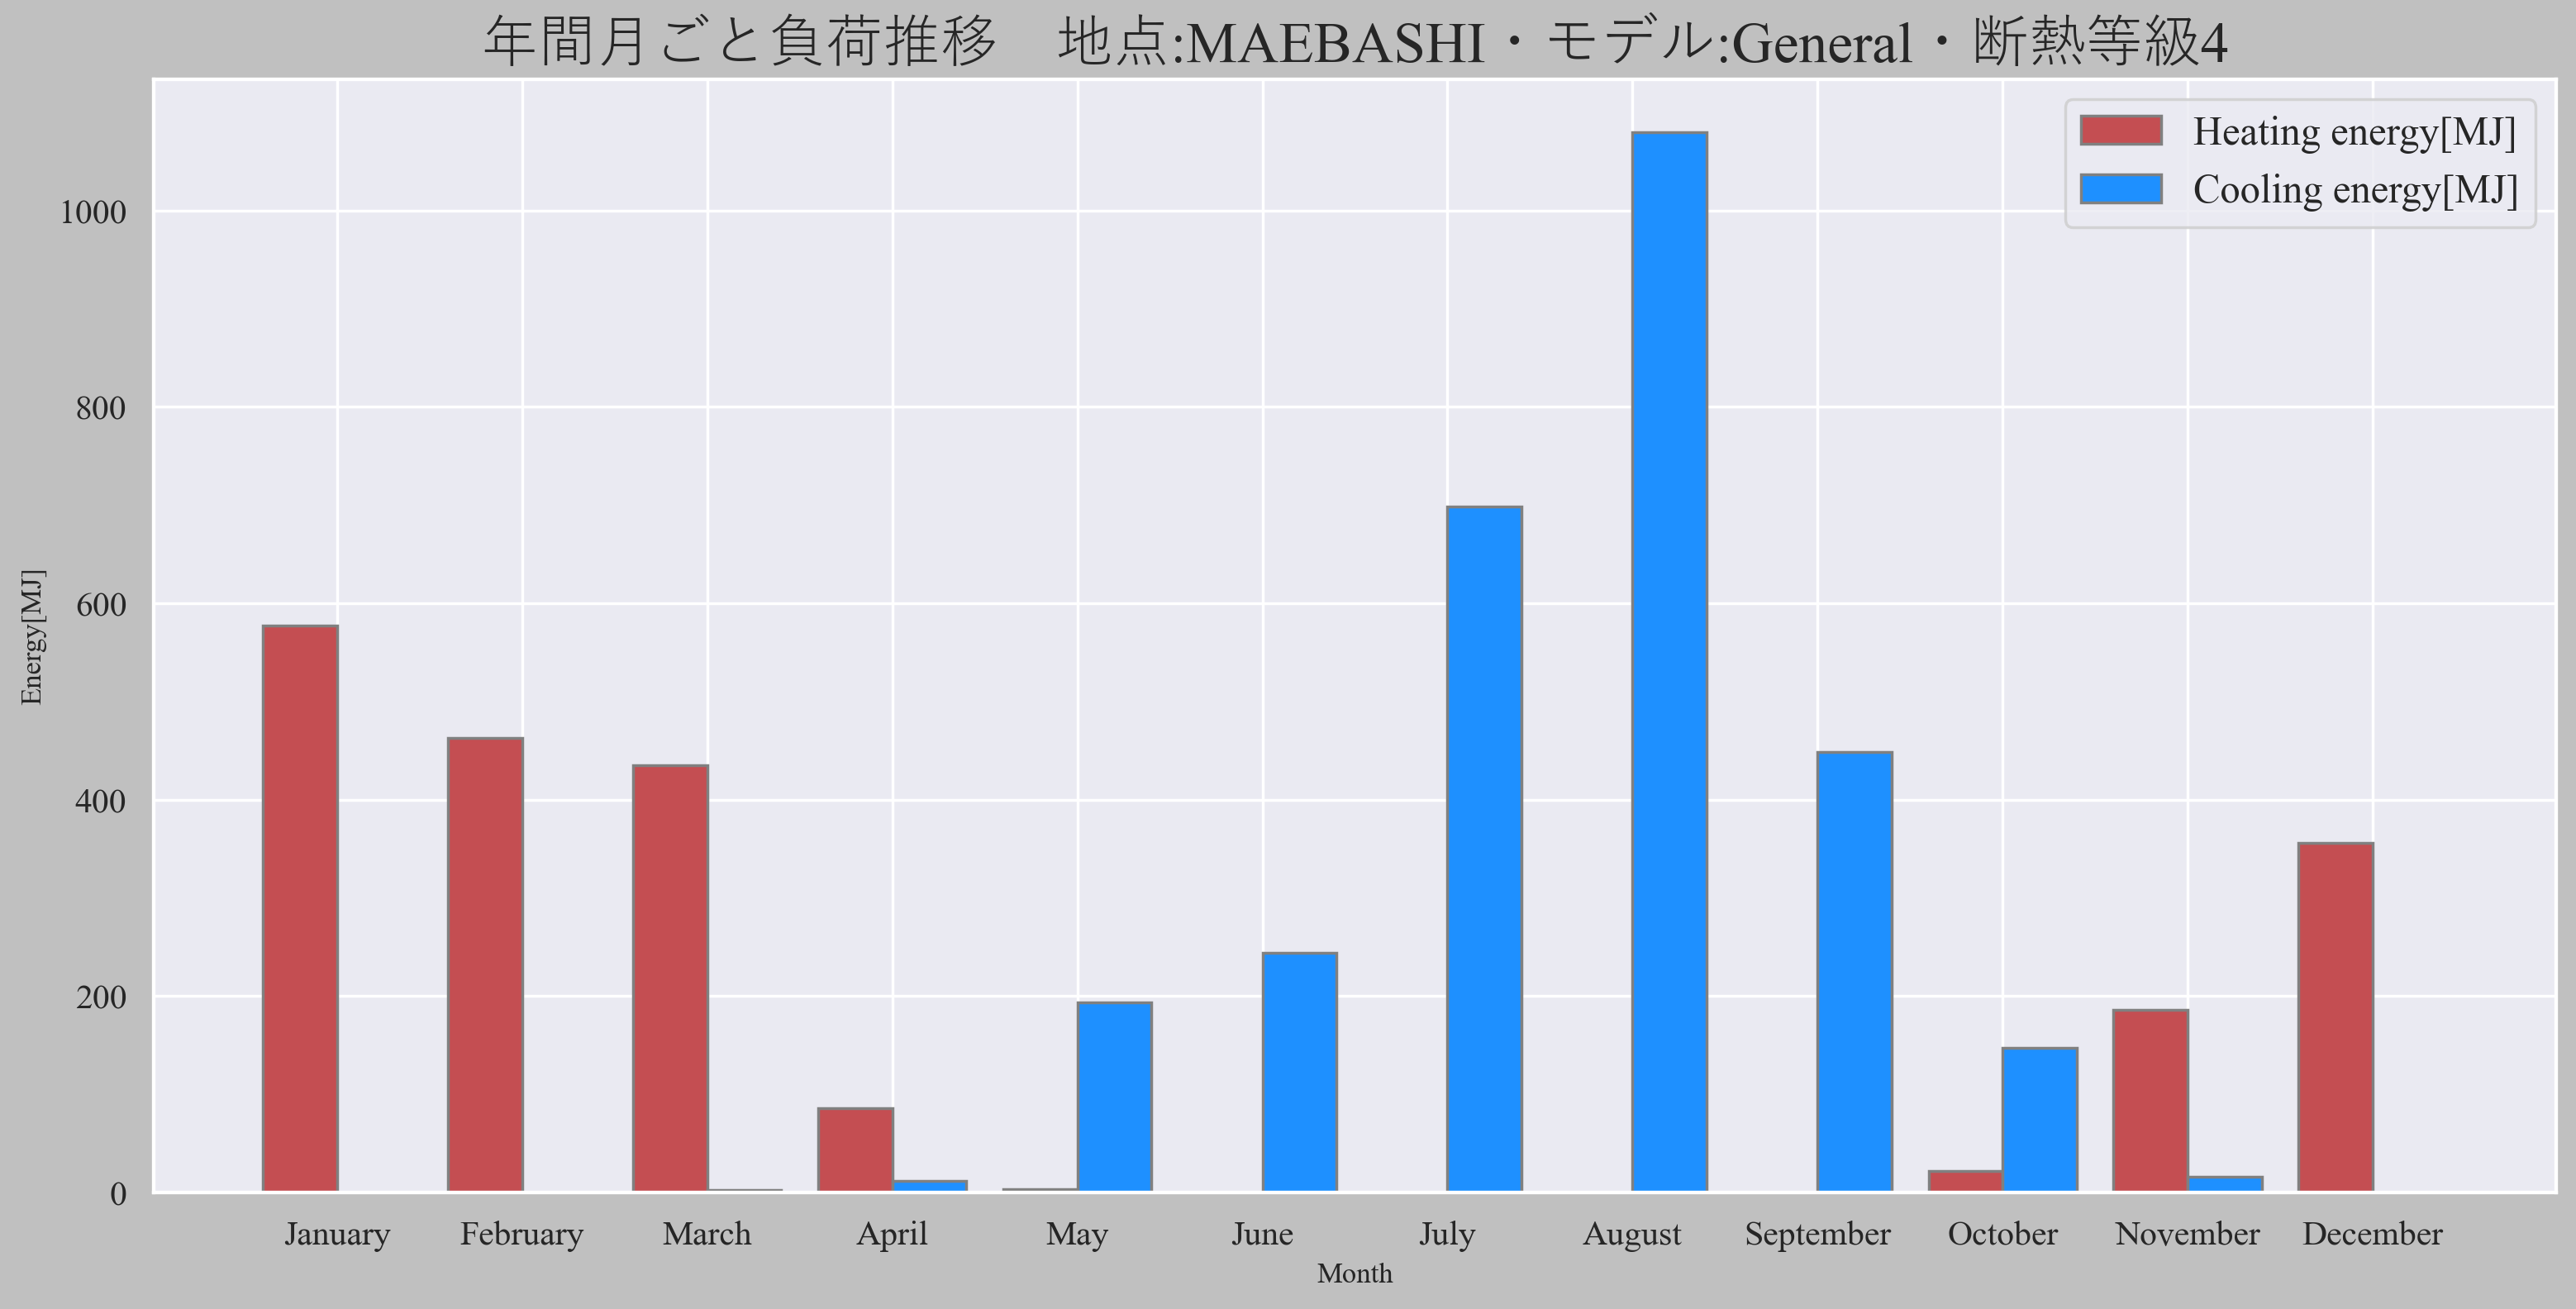 年間月ごと負荷推移　地点:MAEBASHI・モデル:General・断熱等級4
Heating energy[MJ]
Cooling energy[MJ]
Energy[MJ]
1000
800
600
400
200
0
January February March April May June July August September October November December
Month